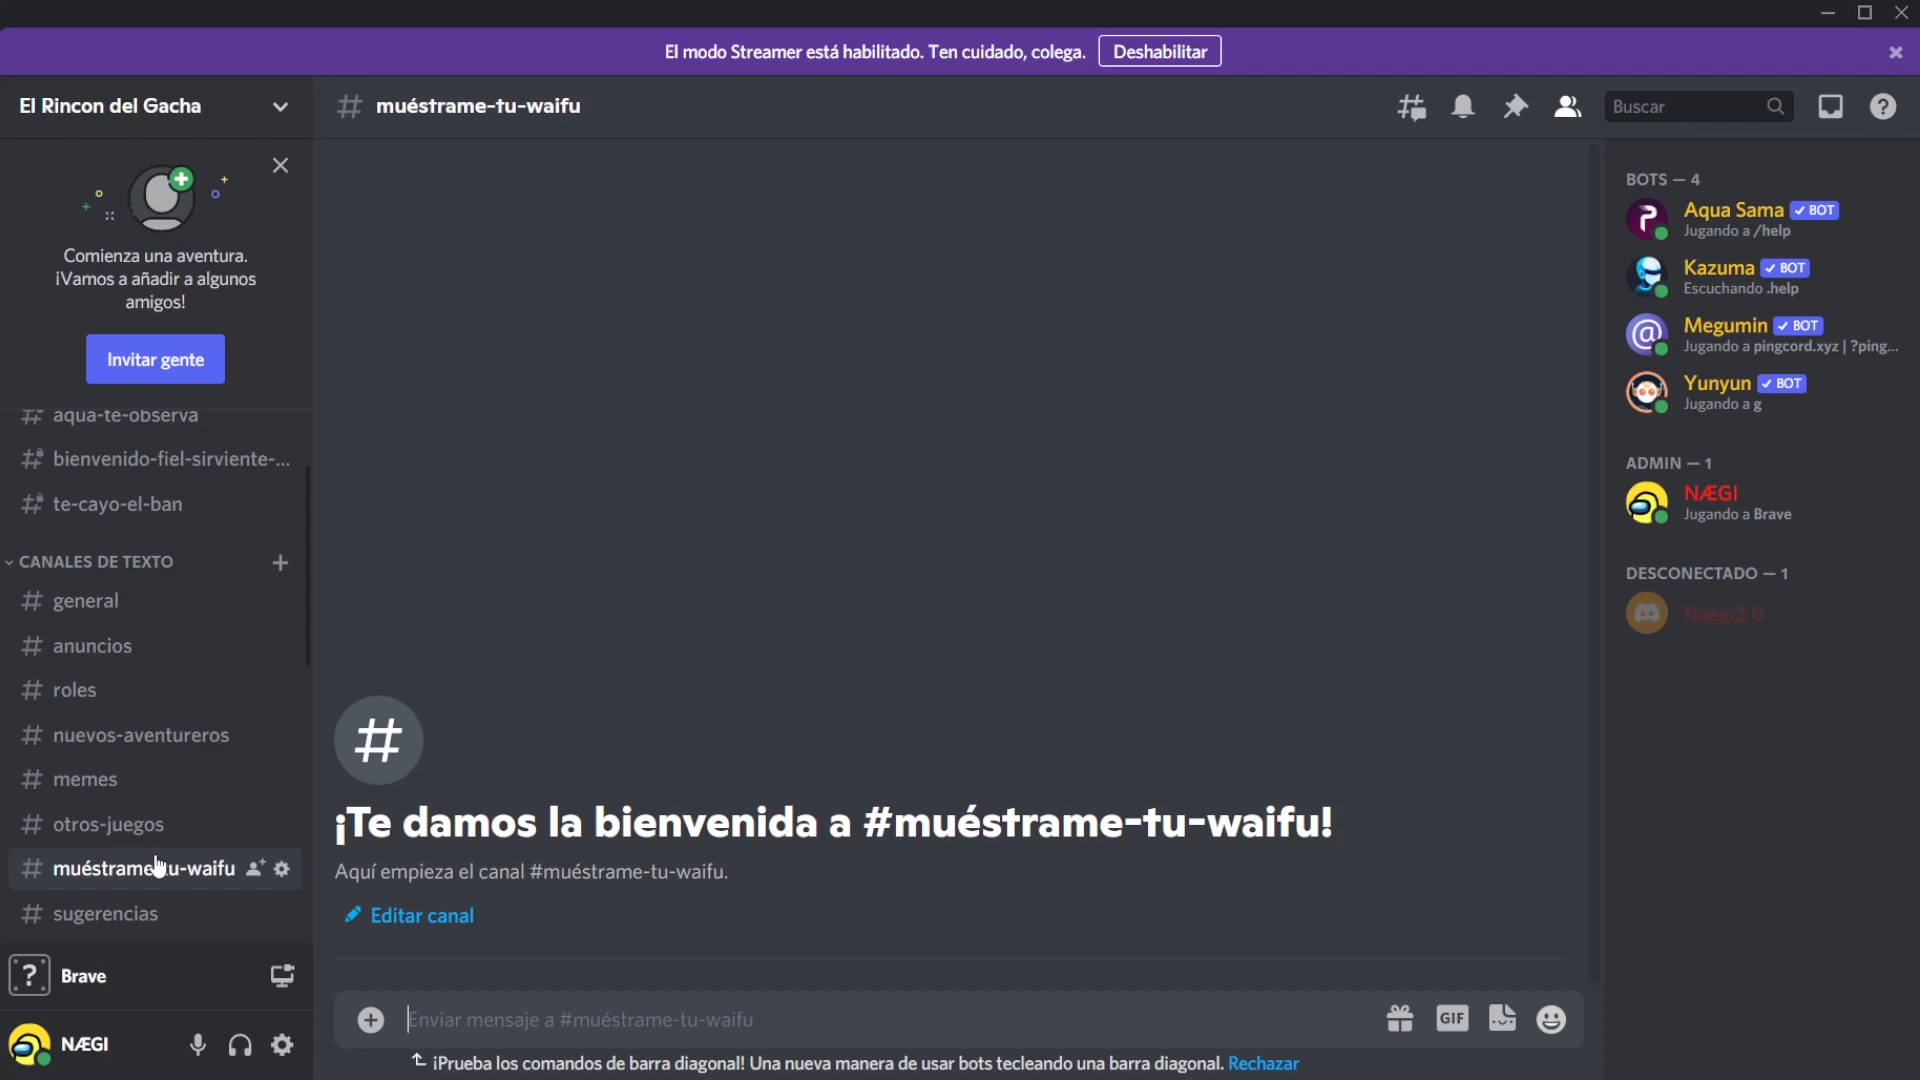 El modo Streamer está habilitado. Ten cuidado, colega.
Deshabilitar
El Rincon del Gacha
muéstrame-tu-waifu
Buscar
Comienza una aventura.
¡Vamos a añadir a algunos
amigos!
Invitar gente
aqua-te-observa
bienvenido-fiel-sirviente-...
te-cayo-el-ban
CANALES DE TEXTO
general
anuncios
roles
nuevos-aventureros
memes
otros-juegos
muéstrame-tu-waifu
sugerencias
? Brave
NÆGI
#
¡Te damos la bienvenida a #muéstrame-tu-waifu!
Aquí empieza el canal #muéstrame-tu-waifu.
Editar canal
Enviar mensaje a #muéstrame-tu-waifu
GIF
¡Prueba los comandos de barra diagonal! Una nueva manera de usar bots tecleando una barra diagonal. Rechazar
BOTS — 4
Aqua Sama BOT
Jugando a /help
Kazuma BOT
Escuchando .help
Megumin BOT
Jugando a pingcord.xyz | ?ping...
Yunyun BOT
Jugando a g
ADMIN — 1
NÆGI
Jugando a Brave
DESCONECTADO — 1
Naegi2.0